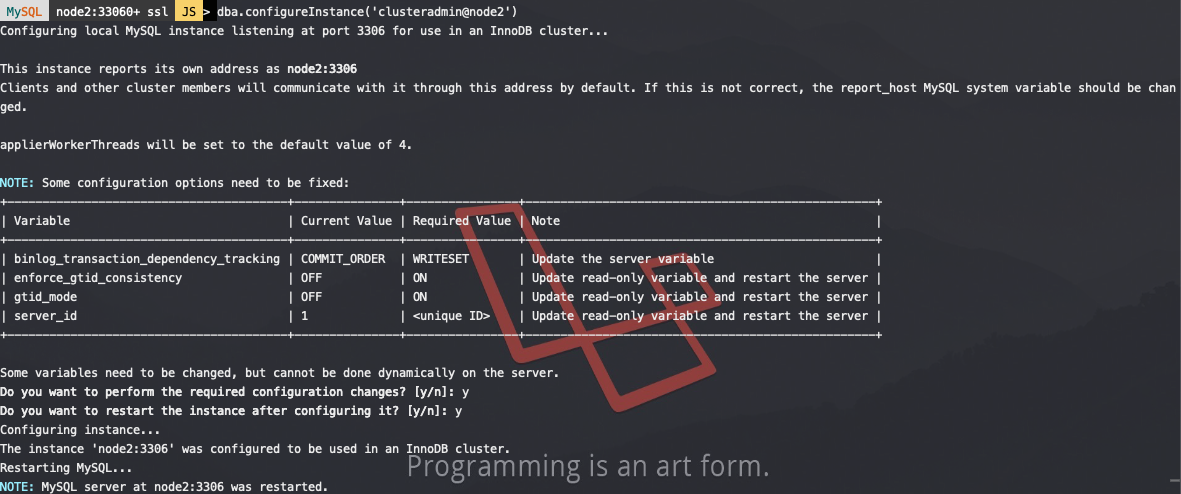 MySQL node2:33060+ ssl JS > dba.configureInstance('clusteradmin@node2')
Configuring local MySQL instance listening at port 3306 for use in an InnoDB cluster...
This instance reports its own address as node2:3306
Clients and other cluster members will communicate with it through this address by default. If this is not correct, the report_host MySQL system variable should be chan
ged.
applierWorkerThreads will be set to the default value of 4.
NOTE: Some configuration options need to be fixed:
+----------------------------------------+---------------+----------------+--------------------------------------------------+
| Variable | Current Value | Required Value | Note |
+----------------------------------------+---------------+----------------+--------------------------------------------------+
| binlog_transaction_dependency_tracking | COMMIT_ORDER | WRITESET | Update the server variable |
| enforce_gtid_consistency | OFF | ON | Update read-only variable and restart the server |
| gtid_mode | OFF | ON | Update read-only variable and restart the server |
| server_id | 1 | <unique ID> | Update read-only variable and restart the server |
+----------------------------------------+---------------+----------------+--------------------------------------------------+
Some variables need to be changed, but cannot be done dynamically on the server.
Do you want to perform the required configuration changes? [y/n]: y
Do you want to restart the instance after configuring it? [y/n]: y
Configuring instance...
The instance 'node2:3306' was configured to be used in an InnoDB cluster.
Programming is an art form.
Restarting MySQL...
NOTE: MySQL server at node2:3306 was restarted.